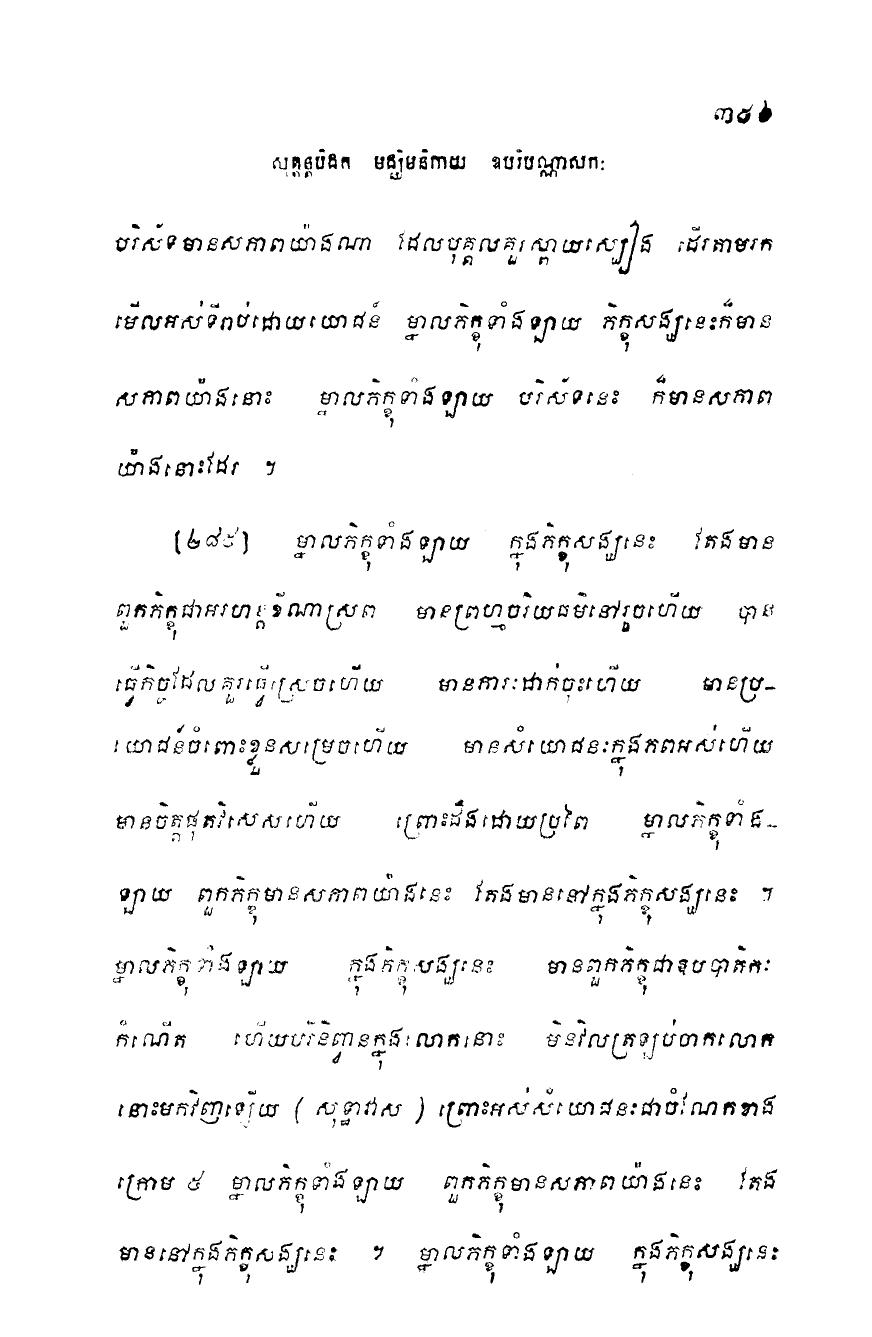 ៣៥៦
សុត្តន្តបិដក មជ្ឈិមនិកាយ ឧបរិបណ្ណាសកៈ
បរិស័ទមានសភាពយ៉ាងណា ដែលបុគ្គលគួរស្ពាយស្បៀង ដើរតាមរក
មើលអស់ទីរាប់ដោយយោជន៍ ម្នាលភិក្ខុទាំងឡាយ ភិក្ខុសង្ឃនេះក៏មាន
សភាពយ៉ាងនោះ ម្នាលភិក្ខុទាំងឡាយ បរិស័ទនេះ ក៏មានសភាព
យ៉ាងនោះដែរ ។
[២៨៥] ម្នាលភិក្ខុទាំងឡាយ ក្នុងភិក្ខុសង្ឃនេះ តែងមាន
ពួកភិក្ខុជាអរហន្តខីណាស្រព មានព្រហ្មចរិយធម៌នៅរួចហើយ បាន
ធ្វើកិច្ចដែលគួរធ្វើស្រេចហើយ មានភារៈដាក់ចុះហើយ មានប្រ-
យោជន៍ចំពោះខ្លួនសម្រេចហើយ មានសំយោជនៈក្នុងភពអស់ហើយ
មានចិត្តផុតវិសេសហើយ ព្រោះដឹងដោយប្រពៃ ម្នាលភិក្ខុទាំង-
ឡាយ ពួកភិក្ខុមានសភាពយ៉ាងនេះ តែងមាននៅក្នុងភិក្ខុសង្ឃនេះ ។
ម្នាលភិក្ខុទាំងឡាយ ក្នុងភិក្ខុសង្ឃនេះ មានពួកភិក្ខុជាឧបបាតិកៈ
កំណើត ហើយបរិនិព្វានក្នុងលោកនោះ មិនវិលត្រឡប់ចាកលោក
នោះមកវិញឡើយ ( សុទ្ធាវាស ) ព្រោះអស់សំយោជនៈជាចំណែកខាង
ក្រោម ៥ ម្នាលភិក្ខុទាំងឡាយ ពួកភិក្ខុមានសភាពយ៉ាងនេះ តែង
មាននៅក្នុងភិក្ខុសង្ឃនេះ ។ ម្នាលភិក្ខុទាំងឡាយ ក្នុងភិក្ខុសង្ឃនេះ